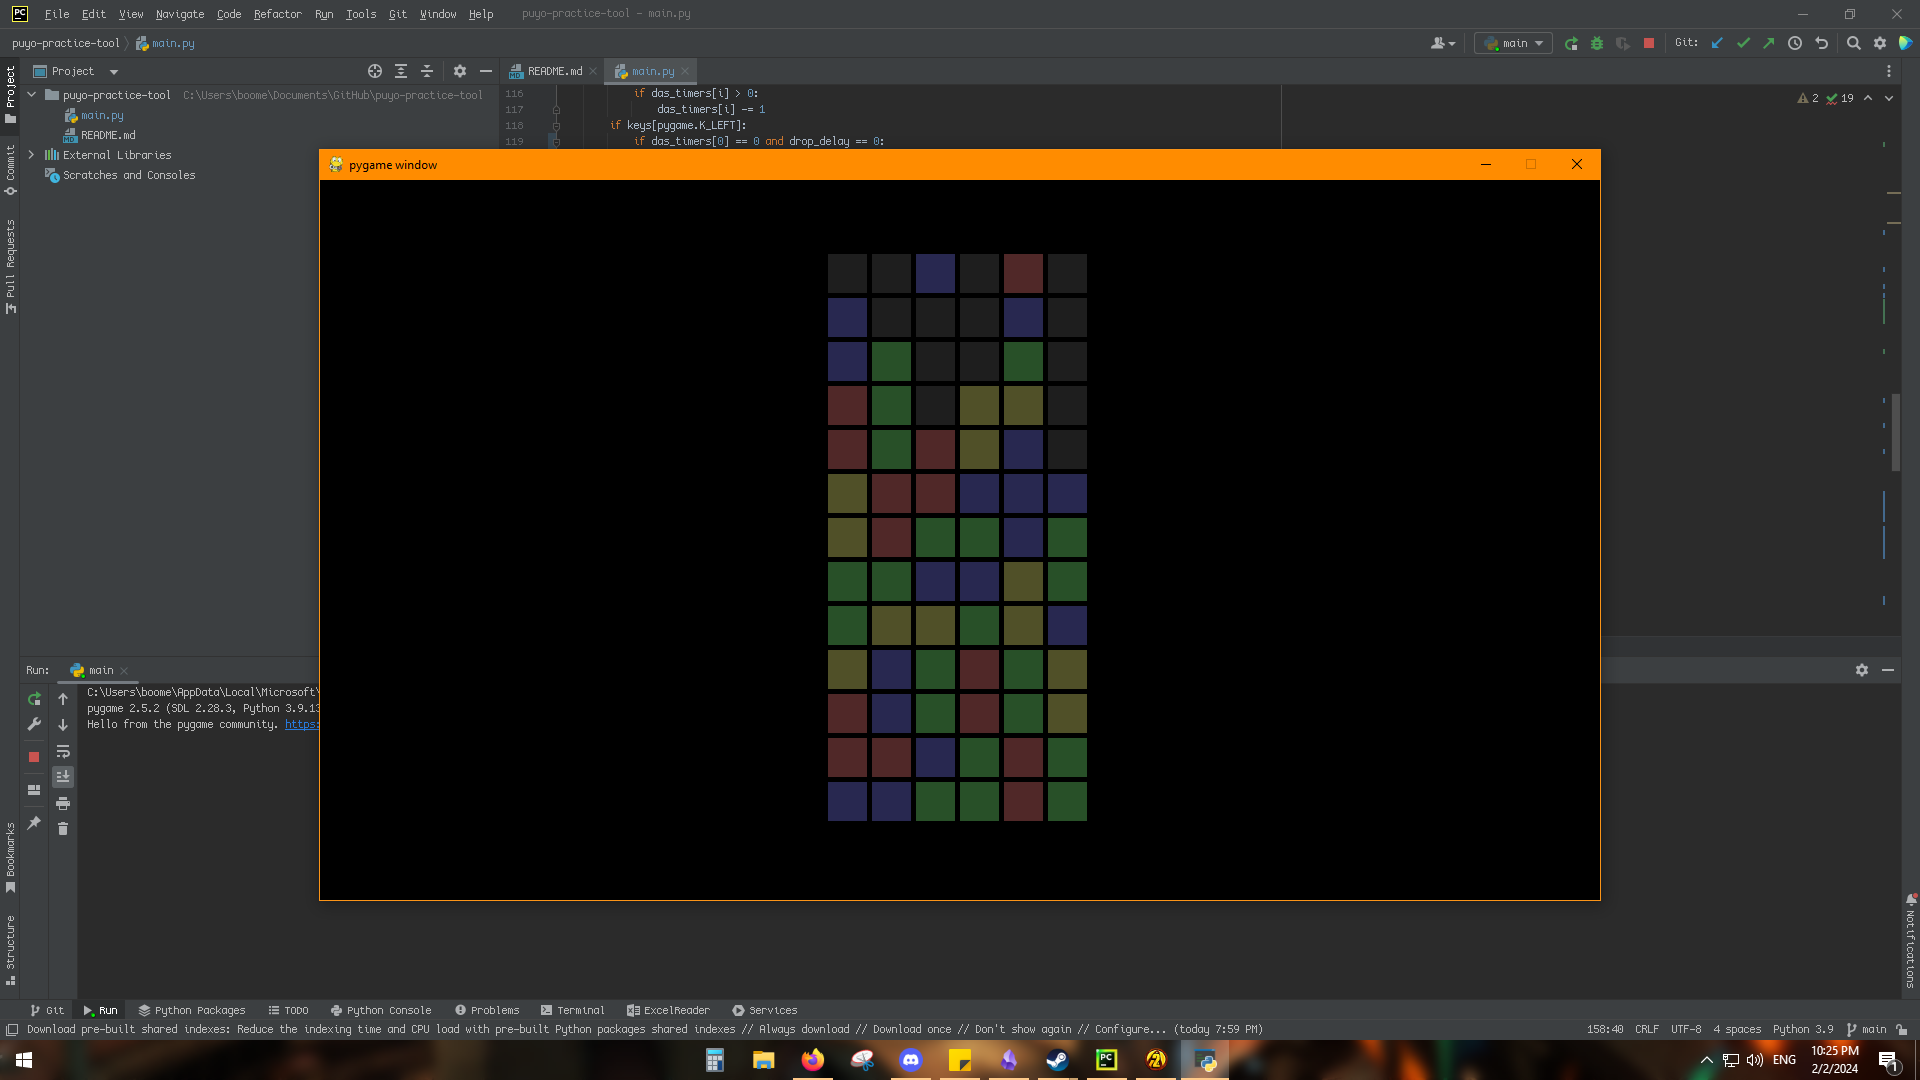 PC File Edit View Navigate Code Refactor Run Tools Git Window Help puyo-practice-tool - main.py
puyo-practice-tool main.py main Git:
Project README.md main.py
116 if das_timers[i] > 0:
puyo-practice-tool C:\Users\boome\Documents\GitHub\puyo-practice-tool 2 19
117 das_timers[i] -= 1
main.py
118 if keys[pygame.K_LEFT]:
README.md
119 if das_timers[0] == 0 and drop_delay == 0:
External Libraries
Scratches and Consoles
pygame window
Project
Commit
Pull Requests
Bookmarks
Structure
Notifications
Run: main
C:\Users\boome\AppData\Local\Microsoft\
pygame 2.5.2 (SDL 2.28.3, Python 3.9.13
Hello from the pygame community. https:
Git Run Python Packages TODO Python Console Problems Terminal ExcelReader Services
Download pre-built shared indexes: Reduce the indexing time and CPU load with pre-built Python packages shared indexes // Always download // Download once // Don't show again // Configure... (today 7:59 PM) 158:40 CRLF UTF-8 4 spaces Python 3.9 main
PC ENG 10:25 PM
2/2/2024 1